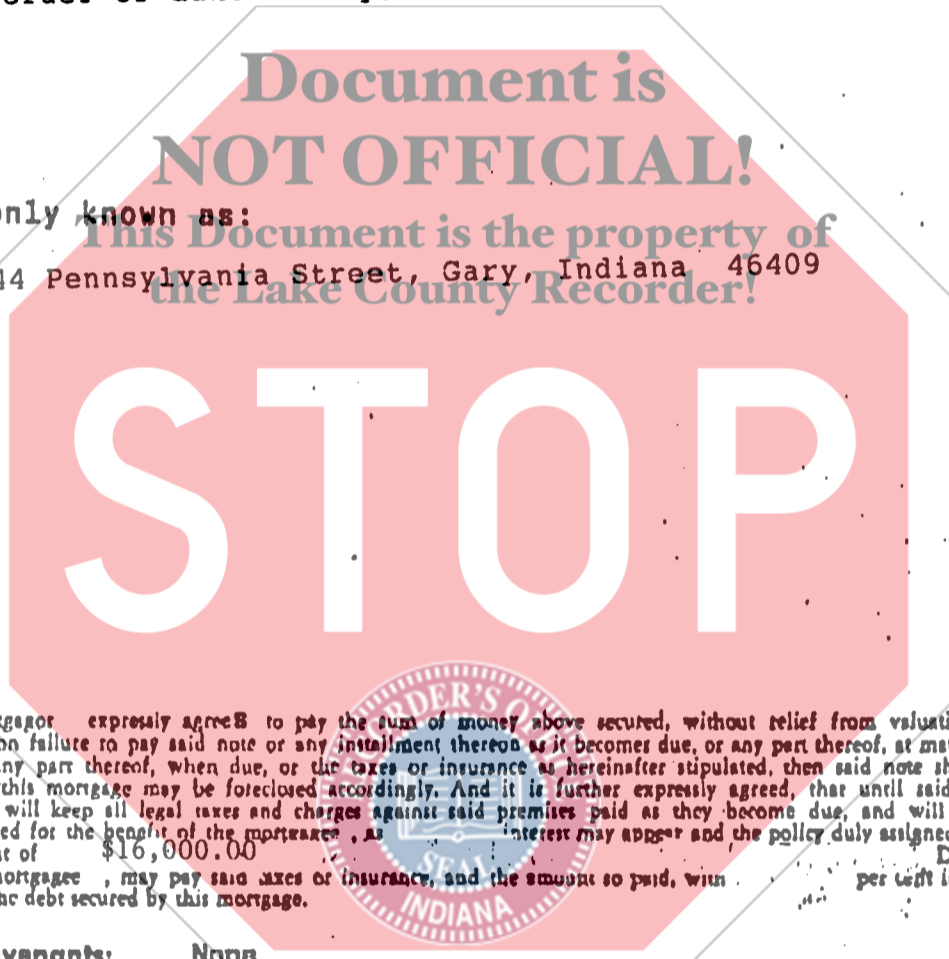 Document is
NOT OFFICIAL!
only known as:
This Document is the property of
44 Pennsylvania Street, Gary, Indiana 46409
the Lake County Recorder!
STOP
expressly agrees to pay the sum of money above secured, without relief from
on failure to pay said note or any installment thereon as it becomes due, or any part thereof, at
any part thereof, when due, or the taxes or insurance as hereinafter stipulated, then said note
this mortgage may be foreclosed accordingly. And it is further expressly agreed, that until said
will keep all legal taxes and charges against said premises paid as they become due, and will
for the benefit of the mortgagee , as interest may appear and the policy duly assigned
of $16,000.00
mortgagee , may pay said taxes or insurance, and the amount so paid, with per cent
debt secured by this mortgage.
RECORDER'S
SEAL
INDIANA
None